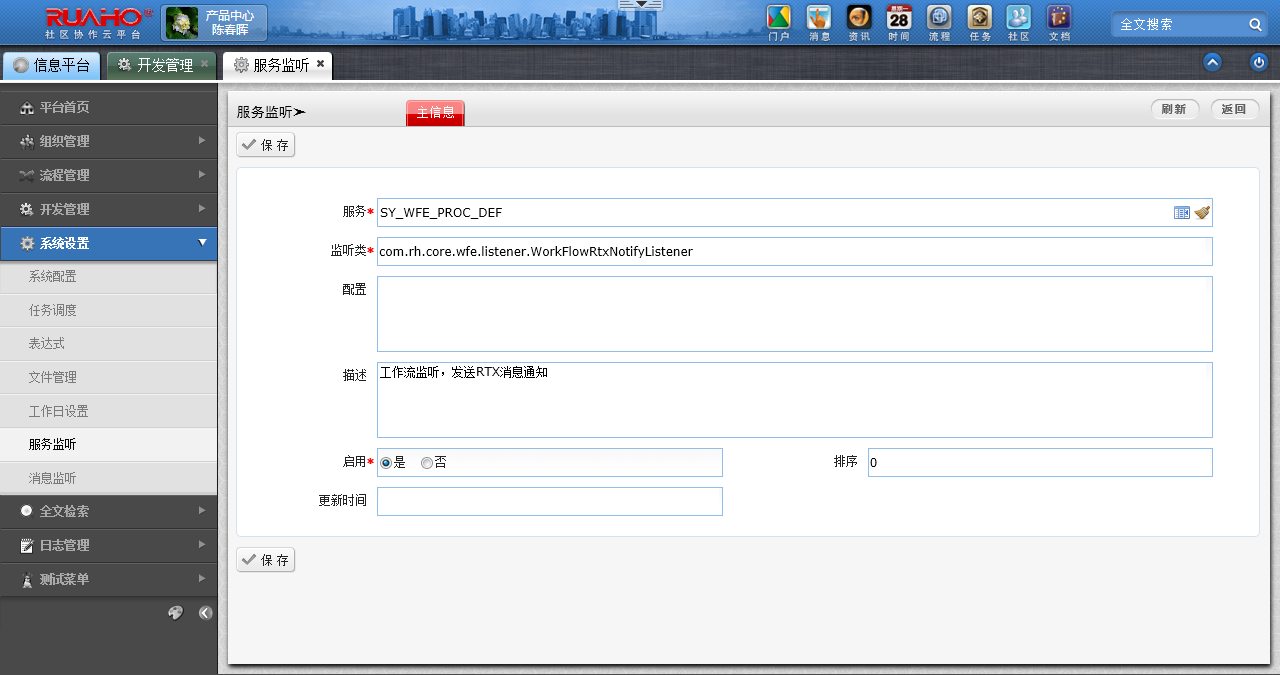 RUAHO
社区协作云平台
产品中心
陈春晖
门户
消息
资讯
星期一
28
时间
流程
任务
社区
文档
全文搜索
信息平台
开发管理
服务监听
平台首页
组织管理
流程管理
开发管理
系统设置
系统配置
任务调度
表达式
文件管理
工作日设置
服务监听
消息监听
全文检索
日志管理
测试菜单
服务监听➤
主信息
刷新
返回
保存
服务*
SY_WFE_PROC_DEF
监听类*
com.rh.core.wfe.listener.WorkFlowRtxNotifyListener
配置
描述
工作流监听，发送RTX消息通知
启用*
是
否
排序
0
更新时间
保存